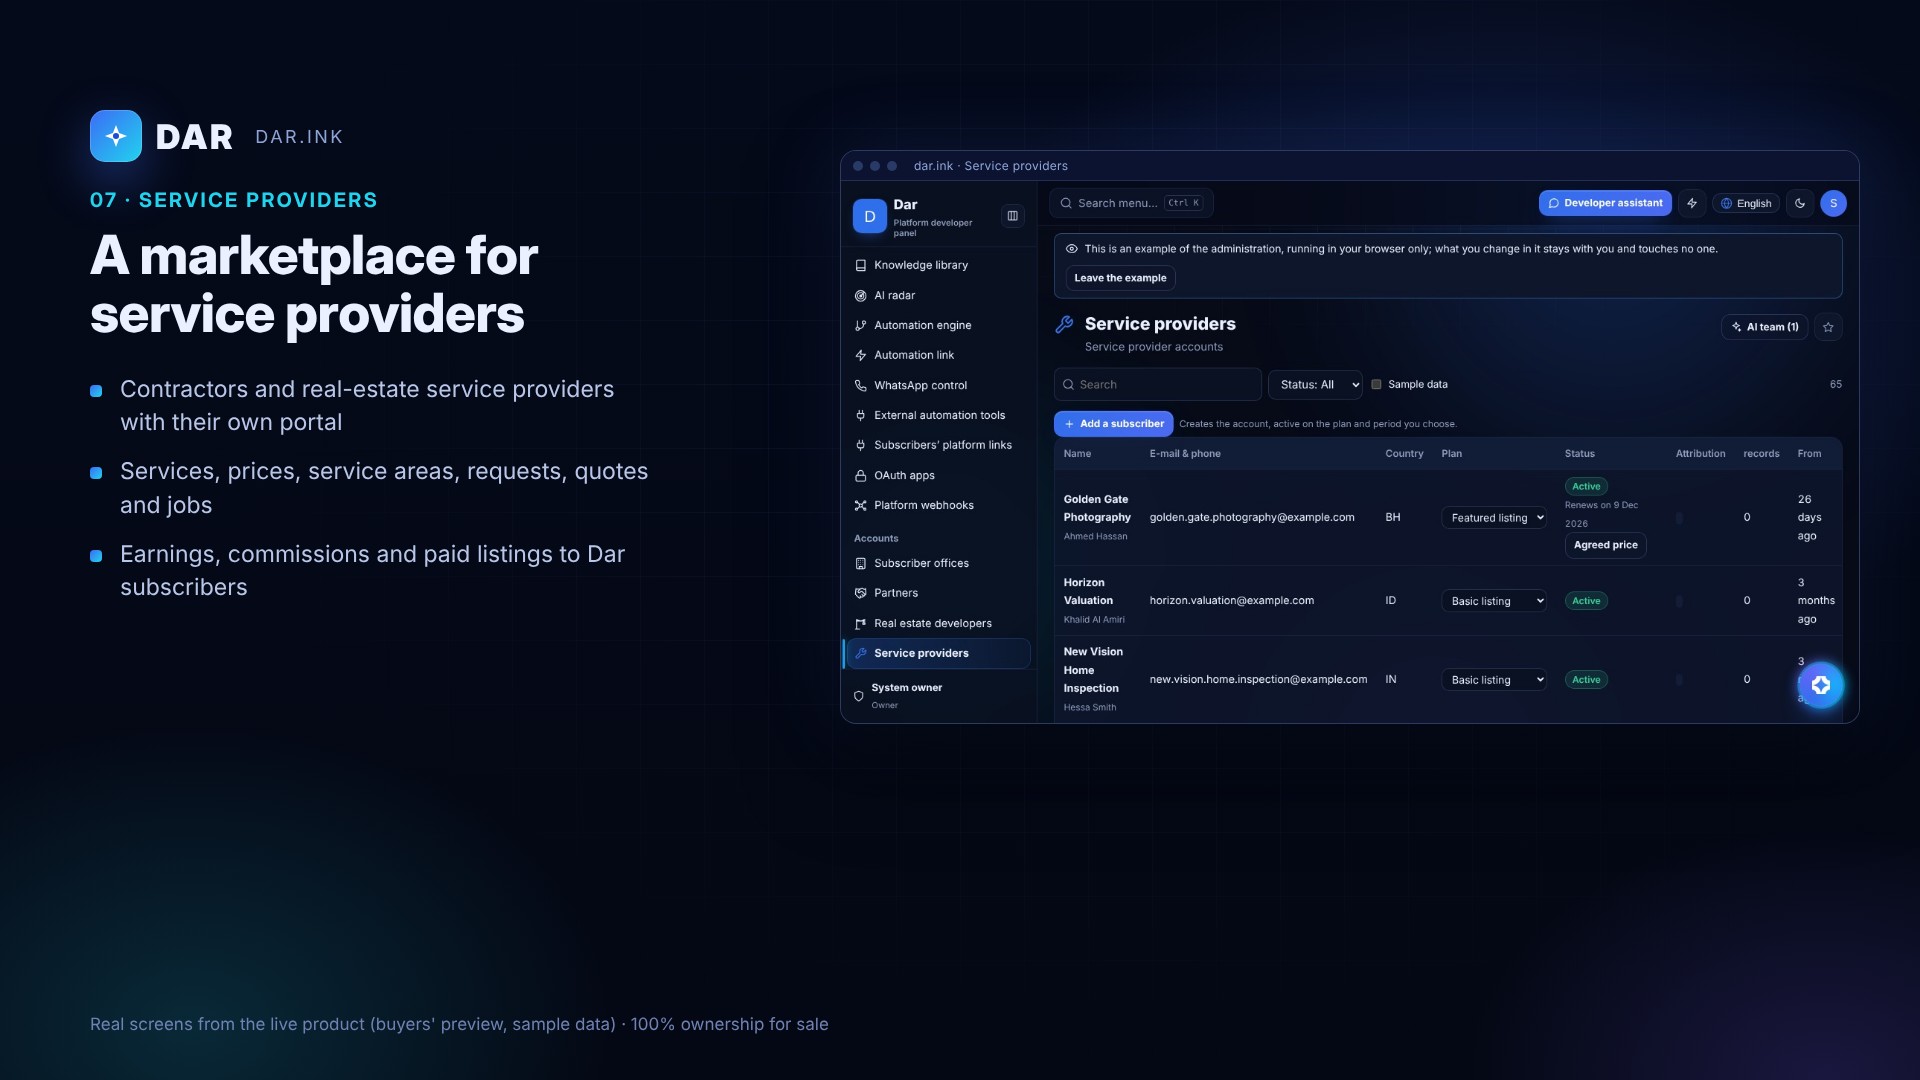 DAR DAR.INK
07 · SERVICE PROVIDERS
A marketplace for
service providers
Contractors and real-estate service providers
with their own portal
Services, prices, service areas, requests, quotes
and jobs
Earnings, commissions and paid listings to Dar
subscribers
dar.ink · Service providers
D
Dar
Platform developer
panel
Knowledge library
AI radar
Automation engine
Automation link
WhatsApp control
External automation tools
Subscribers' platform links
OAuth apps
Platform webhooks
Accounts
Subscriber offices
Partners
Real estate developers
Service providers
System owner
Owner
Search menu... Ctrl K
Developer assistant
English
S
This is an example of the administration, running in your browser only; what you change in it stays with you and touches no one.
Leave the example
Service providers
Service provider accounts
AI team (1)
Search
Status: All
Sample data
65
+ Add a subscriber
Creates the account, active on the plan and period you choose.
Name E-mail & phone Country Plan Status Attribution records From
Golden Gate
Photography
Ahmed Hassan
golden.gate.photography@example.com
BH
Featured listing
Active
Renews on 9 Dec
2026
Agreed price
0
26
days
ago
Horizon
Valuation
Khalid Al Amiri
horizon.valuation@example.com
ID
Basic listing
Active
0
3
months
ago
New Vision
Home
Inspection
Hessa Smith
new.vision.home.inspection@example.com
IN
Basic listing
Active
0
3
Real screens from the live product (buyers' preview, sample data) · 100% ownership for sale